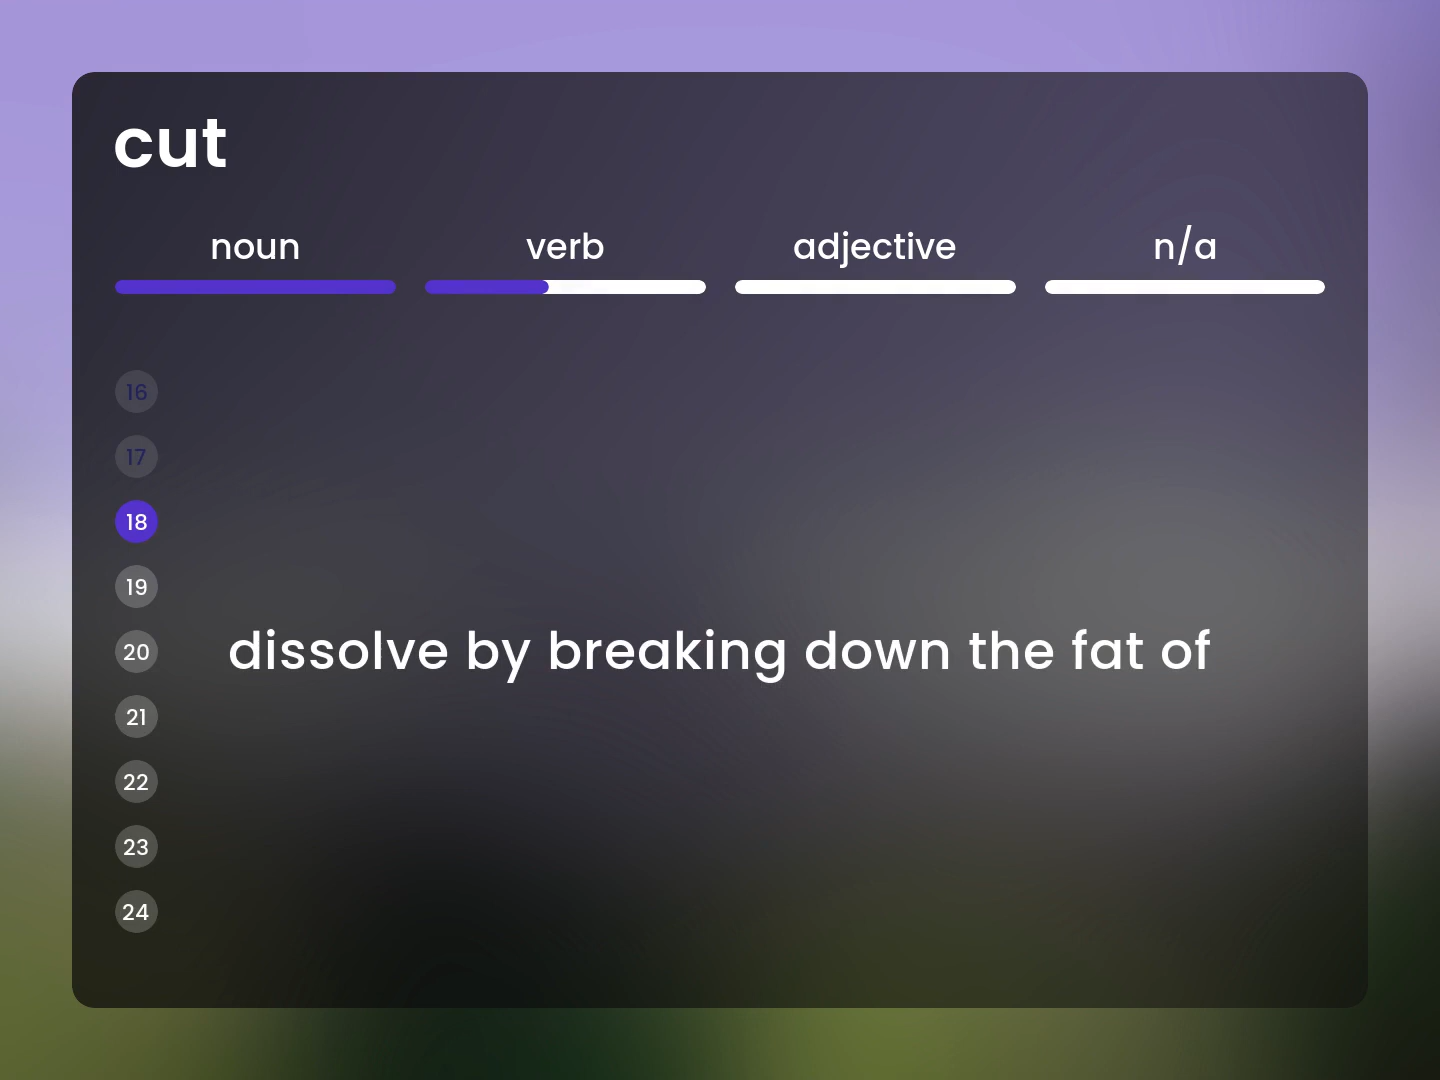 cut
noun
verb
adjective
n/a
16
17
18
19
20
dissolve by breaking down the fat of
21
22
23
24